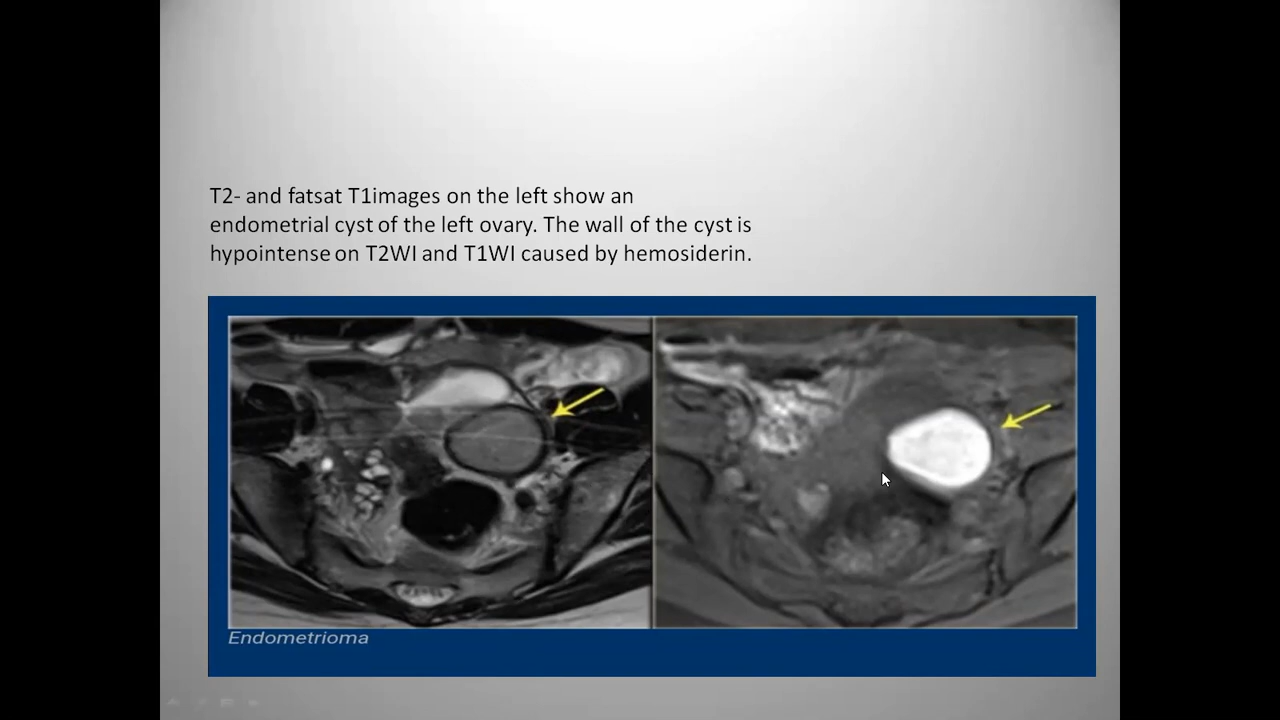 T2- and fatsat T1images on the left show an
endometrial cyst of the left ovary. The wall of the cyst is
hypointense on T2WI and T1WI caused by hemosiderin.
Endometrioma